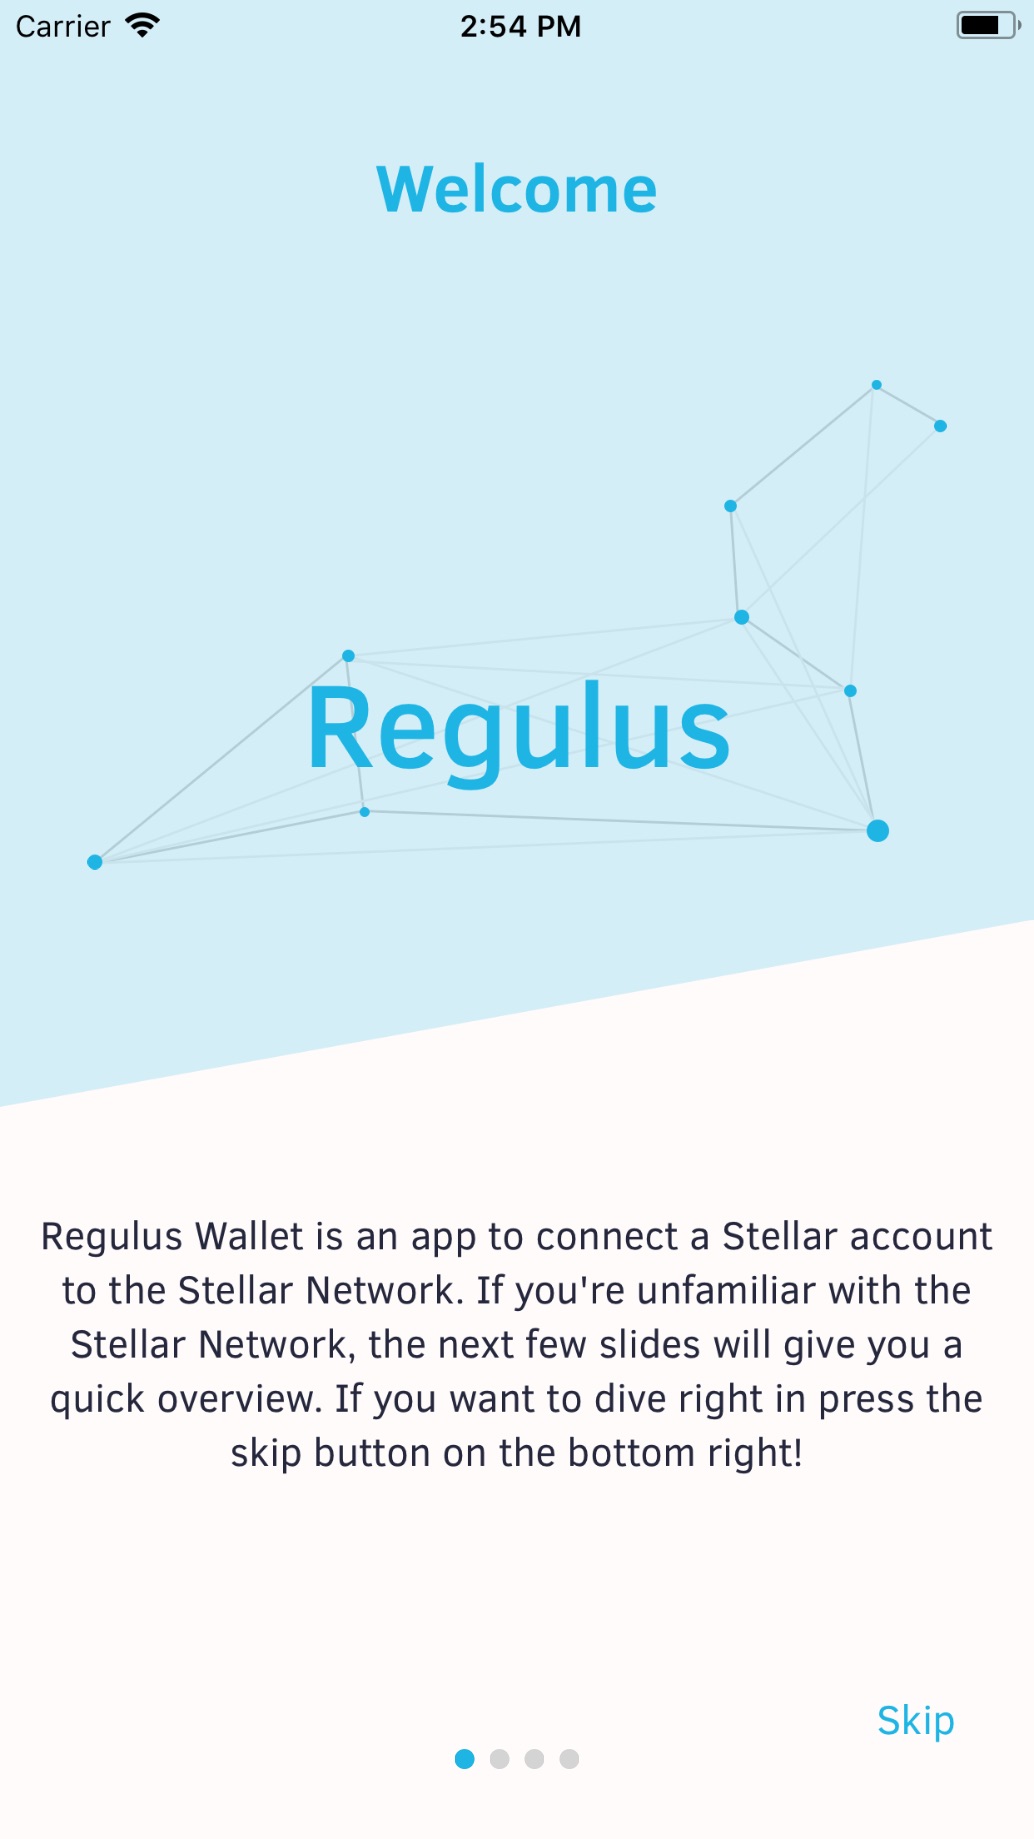 Carrier 2:54 PM
Welcome
Regulus
Regulus Wallet is an app to connect a Stellar account
to the Stellar Network. If you're unfamiliar with the
Stellar Network, the next few slides will give you a
quick overview. If you want to dive right in press the
skip button on the bottom right!
Skip